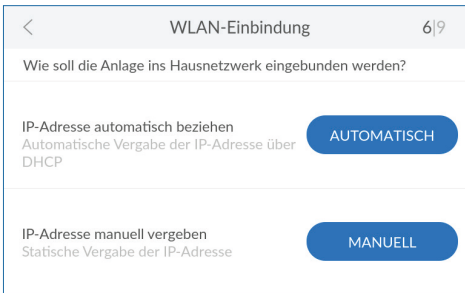 WLAN-Einbindung 6|9
Wie soll die Anlage ins Hausnetzwerk eingebunden werden?
IP-Adresse automatisch beziehen
Automatische Vergabe der IP-Adresse über
DHCP
AUTOMATISCH
IP-Adresse manuell vergeben
Statische Vergabe der IP-Adresse
MANUELL